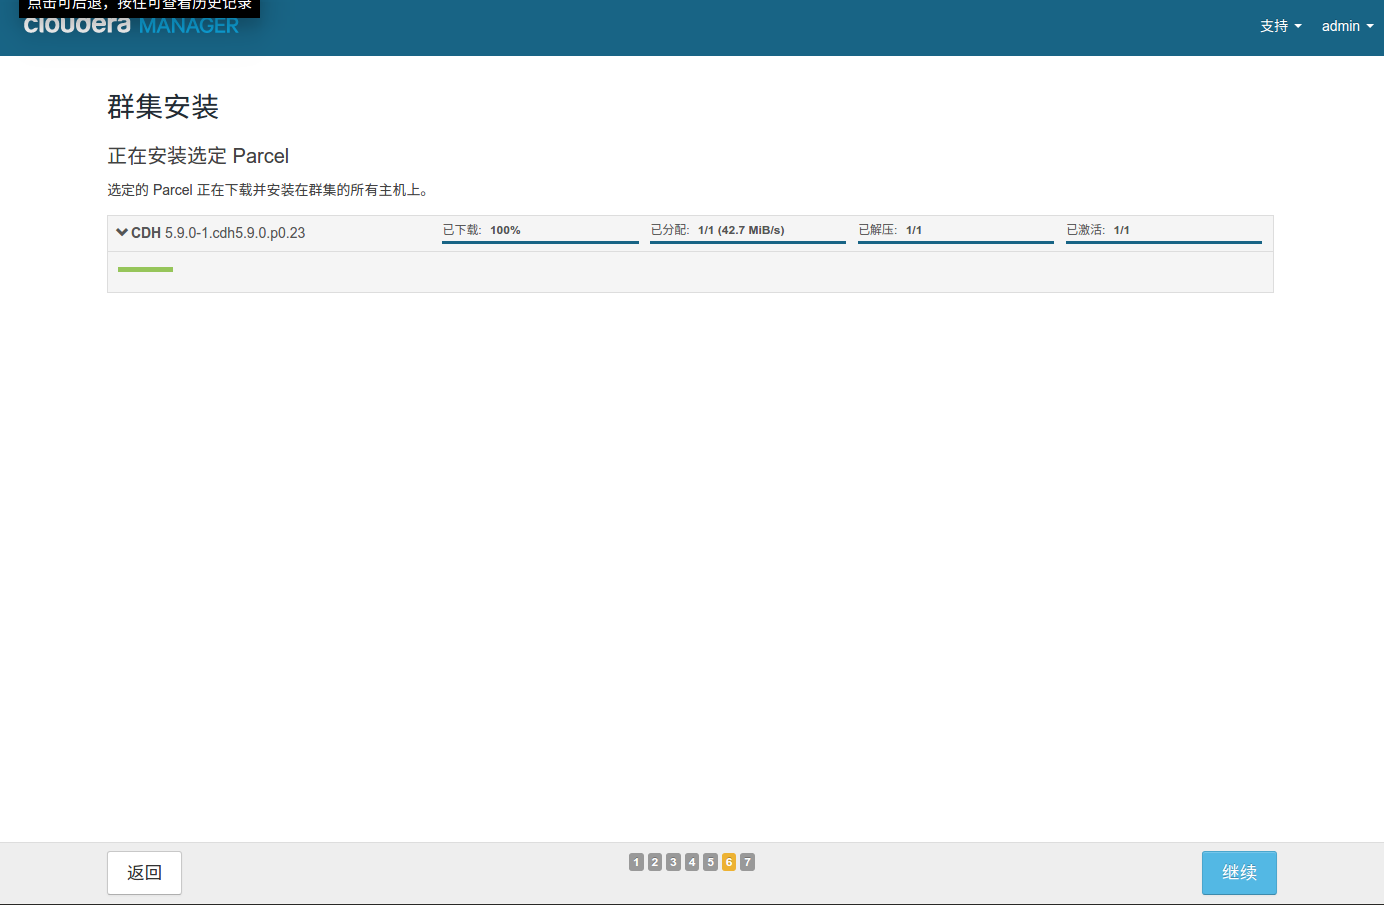 点击可后退，按住可查看历史记录
cloudera MANAGER
支持
admin
群集安装
正在安装选定 Parcel
选定的 Parcel 正在下载并安装在群集的所有主机上。
CDH 5.9.0-1.cdh5.9.0.p0.23
已下载: 100%
已分配: 1/1 (42.7 MiB/s)
已解压: 1/1
已激活: 1/1
返回
1 2 3 4 5 6 7
继续